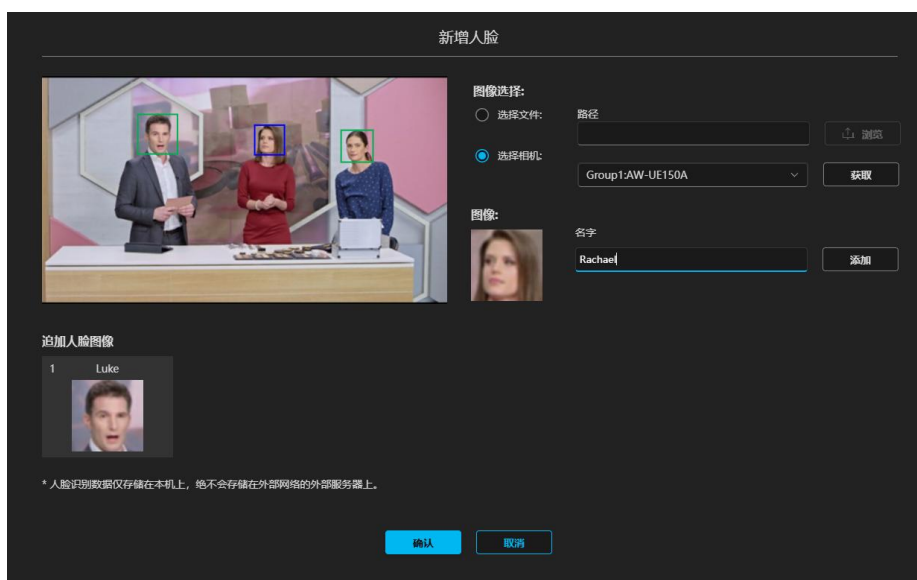 新增人脸
图像选择:
选择文件:
路径
浏览
选择相机:
Group1:AW-UE150A
获取
图像:
名字
Rachael
添加
追加人脸图像
1 Luke
* 人脸识别数据仅存储在本机上，绝不会存储在外部网络的外部服务器上。
确认
取消